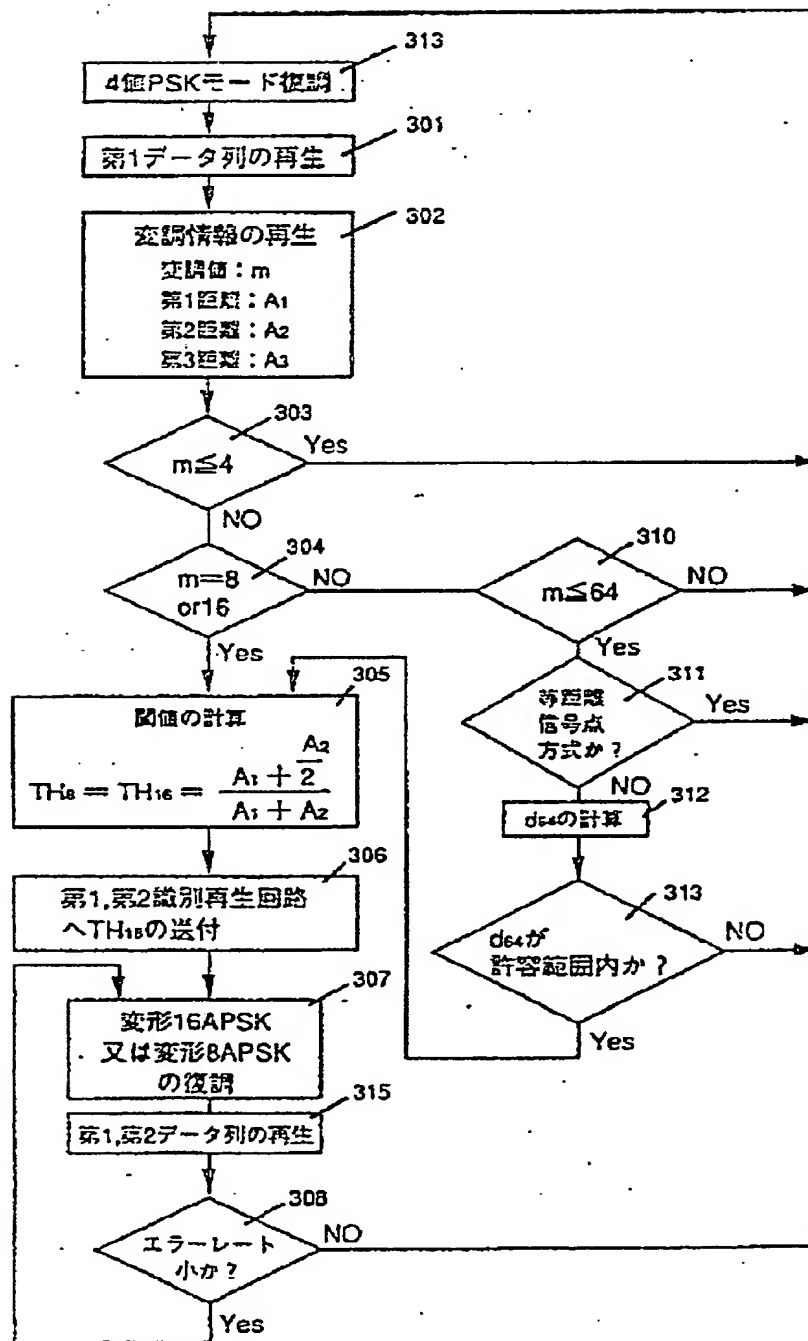 313
4値PSKモード復調
301
第1データ列の再生
302
変調情報の再生
変調値：m
第1距離：A1
第2距離：A2
第3距離：A3
303
m≦4
Yes
NO
304
m=8
or16
NO
Yes
310
m≦64
NO
Yes
305
閾値の計算
TH8 = TH16 = (A1 + A2/2) / (A1 + A2)
311
等距離
信号点
方式か?
Yes
NO
312
d64の計算
306
第1,第2識別再生回路
へTH16の送付
313
d64が
許容範囲内か?
NO
Yes
307
変形16APSK
又は変形8APSK
の復調
315
第1,第2データ列の再生
308
エラーレート
小か?
NO
Yes